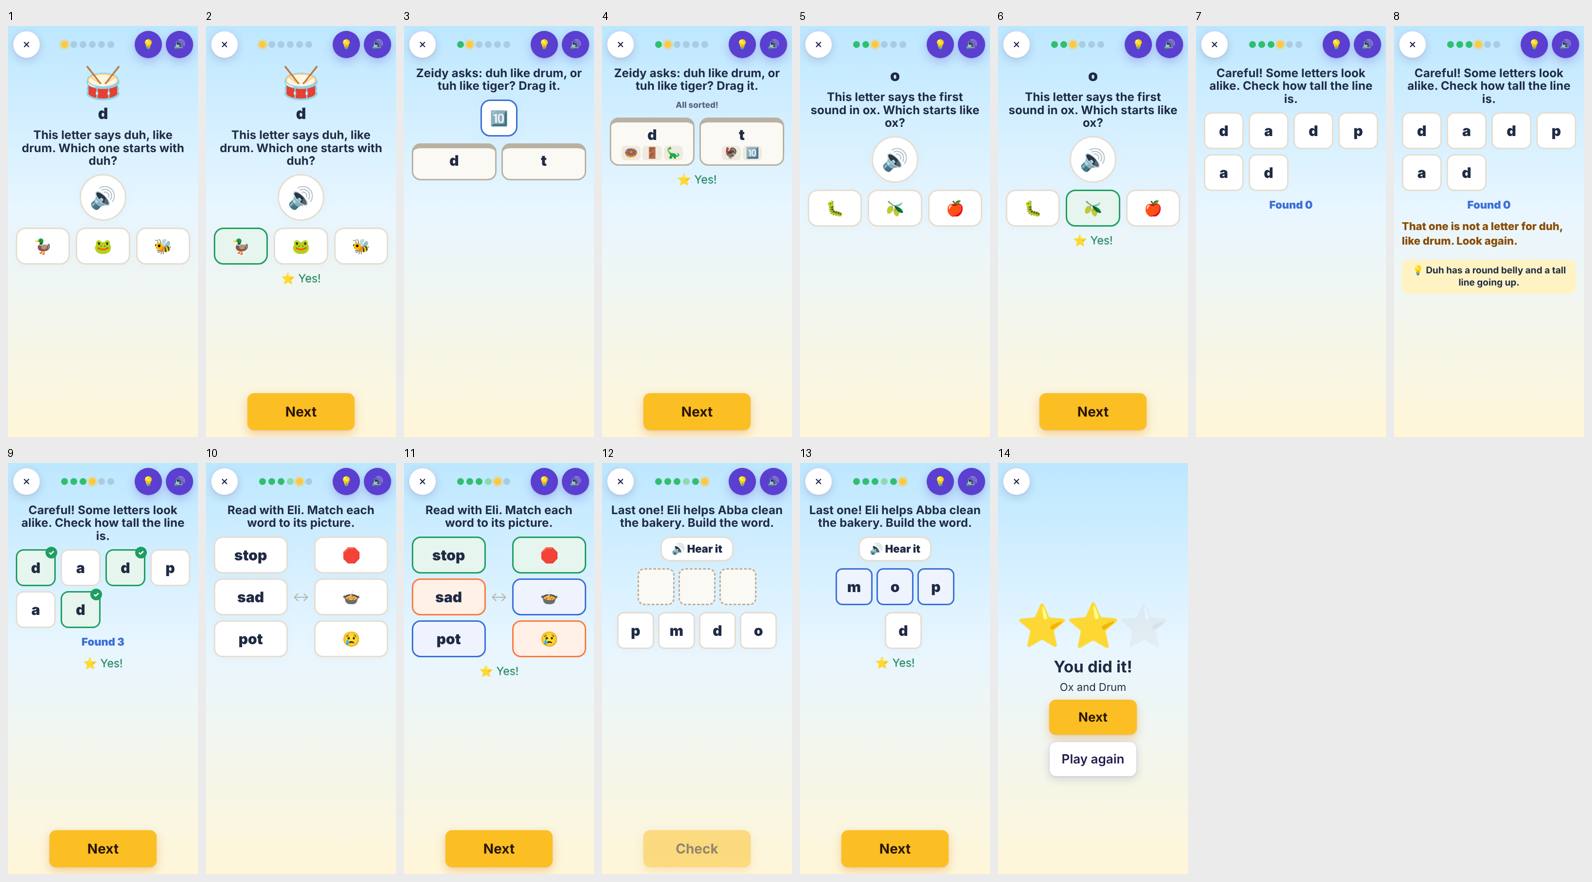 1
d
This letter says duh, like
drum. Which one starts with
duh?
2
d
This letter says duh, like
drum. Which one starts with
duh?
⭐ Yes!
Next
3
Zeidy asks: duh like drum, or
tuh like tiger? Drag it.
10
d t
4
Zeidy asks: duh like drum, or
tuh like tiger? Drag it.
All sorted!
d t
10
⭐ Yes!
Next
5
o
This letter says the first
sound in ox. Which starts like
ox?
6
o
This letter says the first
sound in ox. Which starts like
ox?
⭐ Yes!
Next
7
Careful! Some letters look
alike. Check how tall the line
is.
d a d p
a d
Found 0
8
Careful! Some letters look
alike. Check how tall the line
is.
d a d p
a d
Found 0
That one is not a letter for duh,
like drum. Look again.
💡 Duh has a round belly and a tall
line going up.
9
Careful! Some letters look
alike. Check how tall the line
is.
d a d p
a d
Found 3
⭐ Yes!
Next
10
Read with Eli. Match each
word to its picture.
stop
sad
pot
11
Read with Eli. Match each
word to its picture.
stop
sad
pot
⭐ Yes!
Next
12
Last one! Eli helps Abba clean
the bakery. Build the word.
🔊 Hear it
p m d o
Check
13
Last one! Eli helps Abba clean
the bakery. Build the word.
🔊 Hear it
m o p
d
⭐ Yes!
Next
14
You did it!
Ox and Drum
Next
Play again